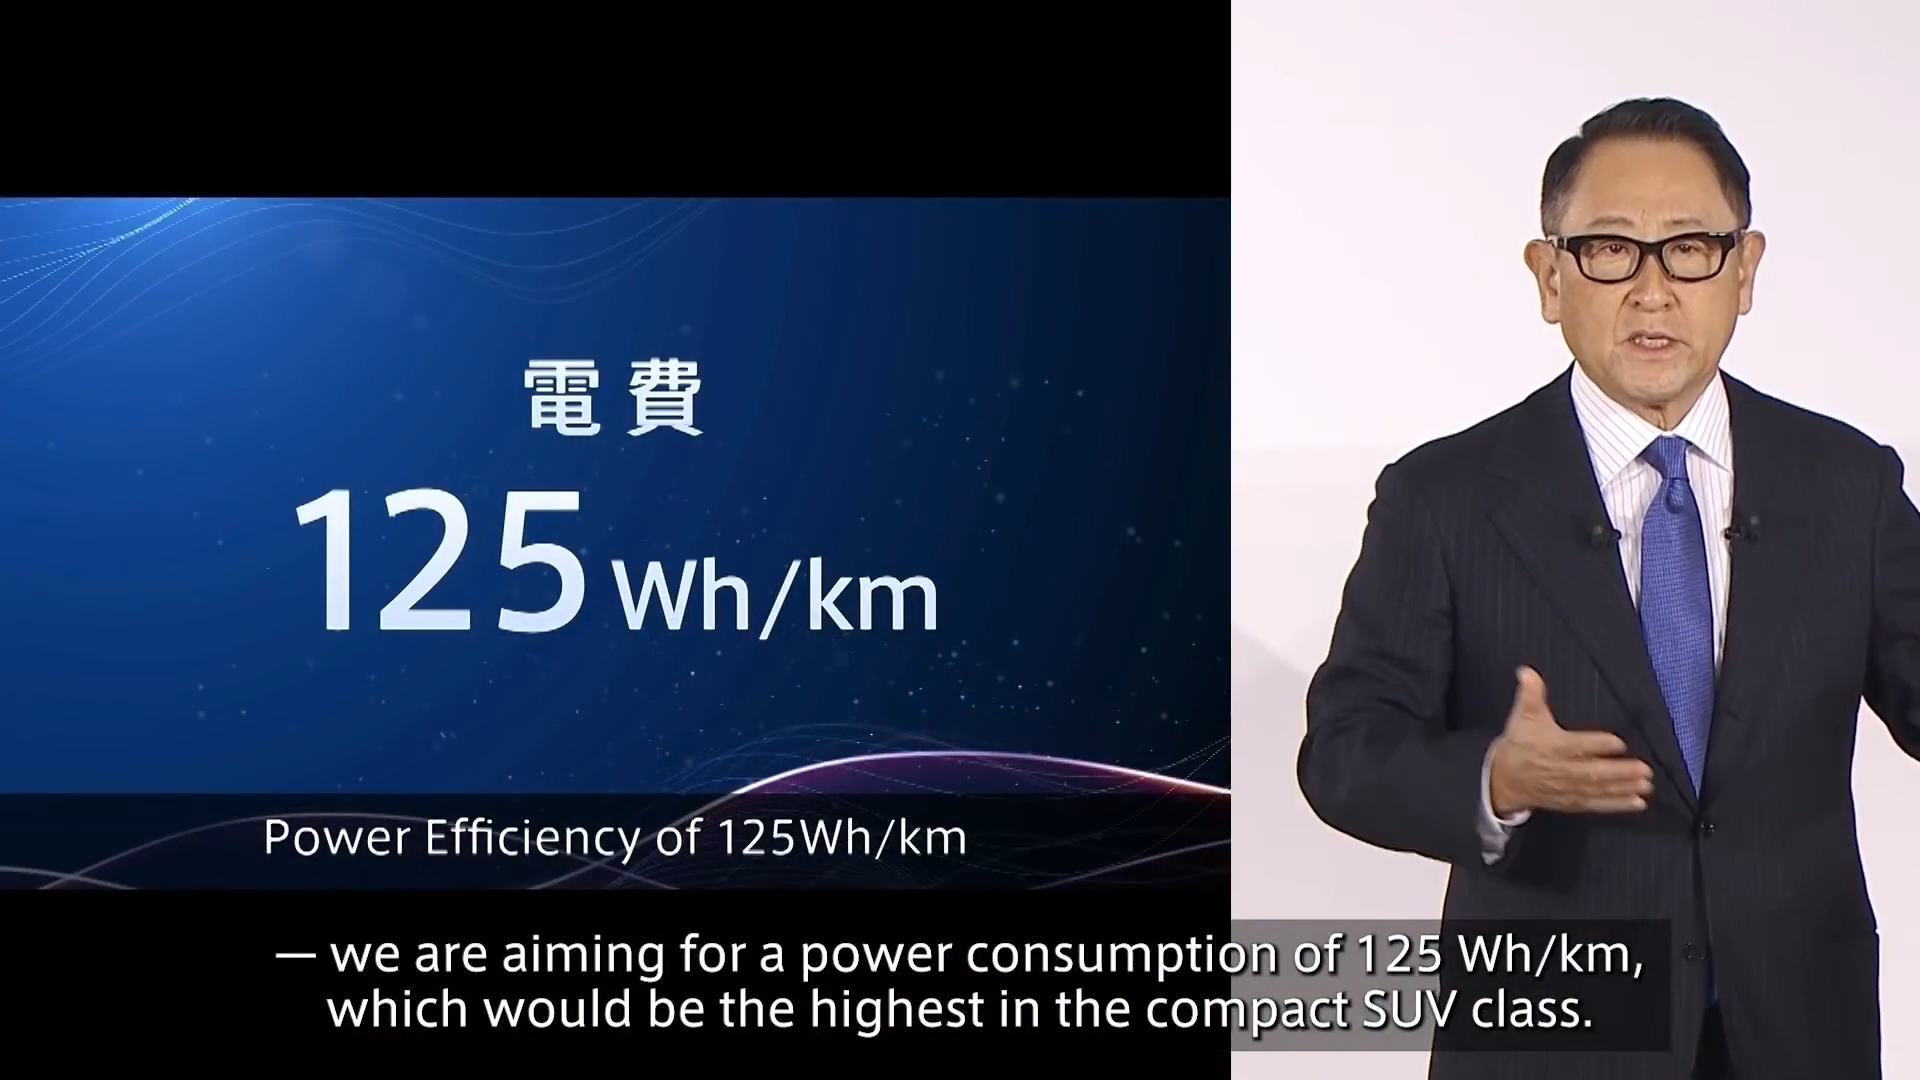 電費
125 Wh/km
Power Efficiency of 125Wh/km
— we are aiming for a power consumption of 125 Wh/km,
which would be the highest in the compact SUV class.